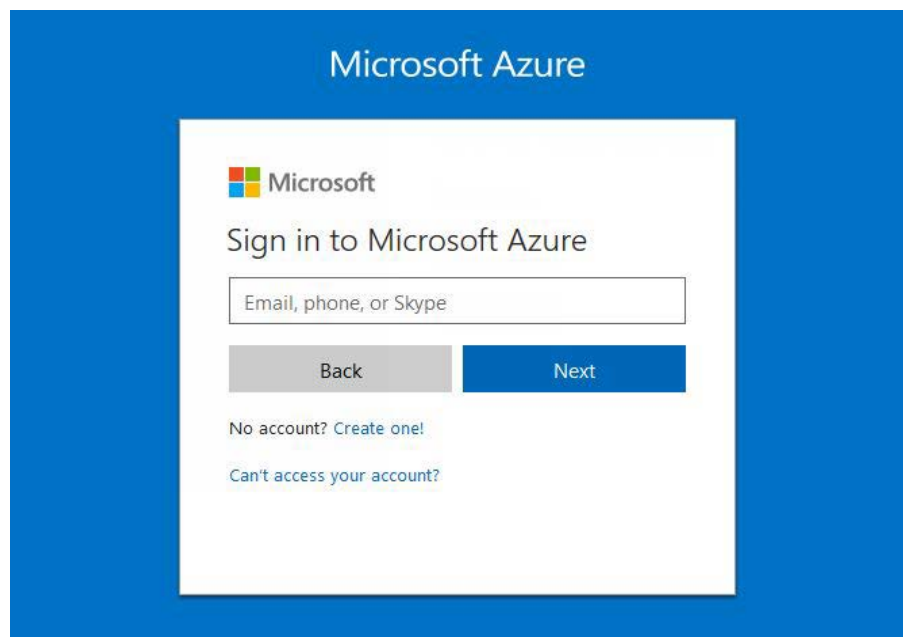 Microsoft Azure
Microsoft
Sign in to Microsoft Azure
Email, phone, or Skype
Back
Next
No account? Create one!
Can't access your account?